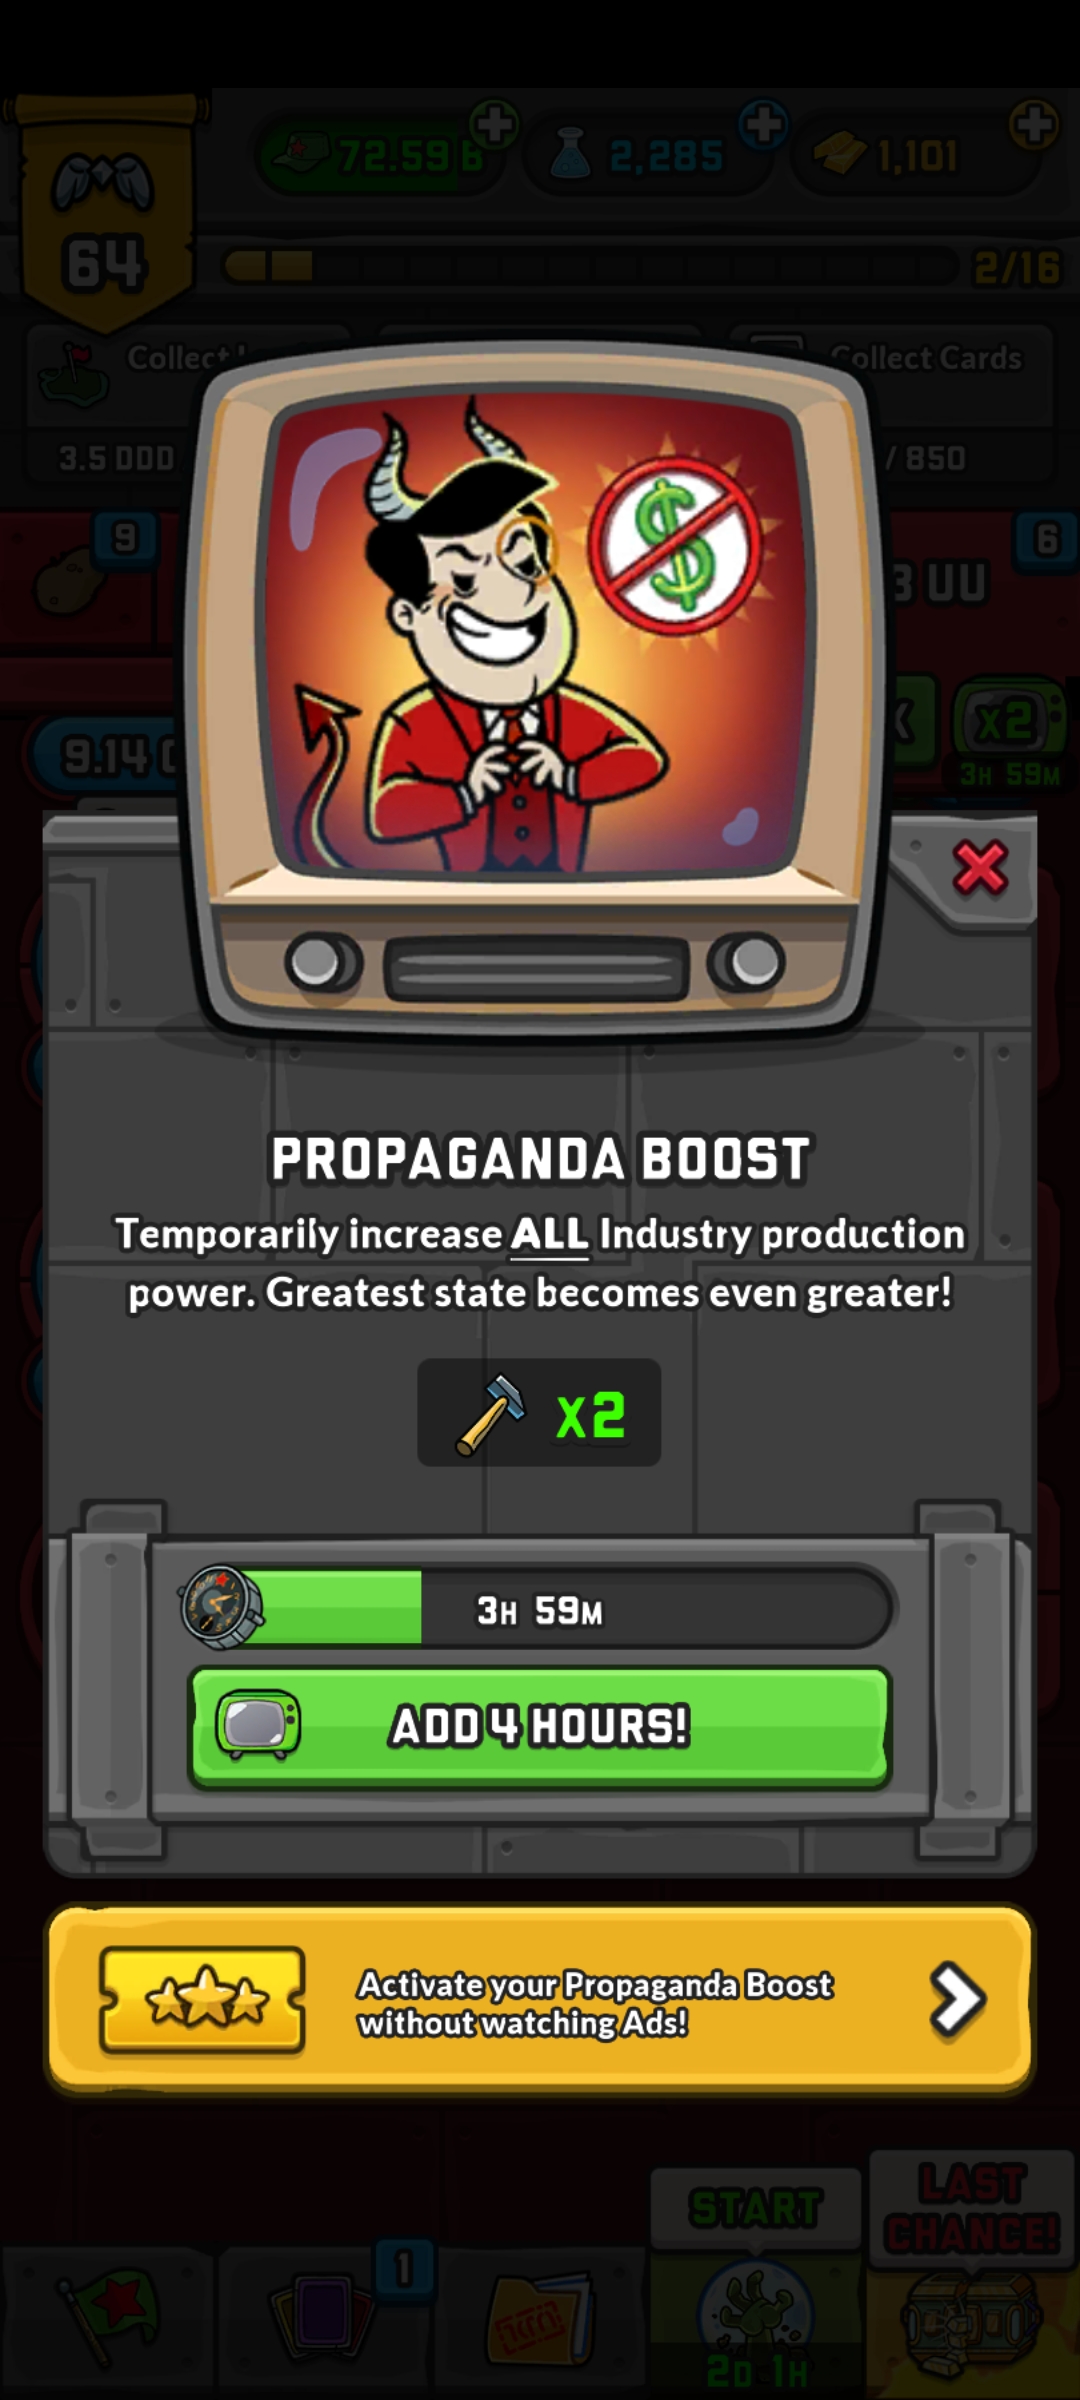 72.59 B
2,285
1,101
64
2/16
Collect
Collect Cards
3.5 DDD
/ 850
9
6
3 UU
9.14
X2
3H 59M
PROPAGANDA BOOST
Temporarily increase ALL Industry production
power. Greatest state becomes even greater!
X2
3H 59M
ADD 4 HOURS!
Activate your Propaganda Boost
without watching Ads!
START
LAST
CHANCE!
1
2D 1H